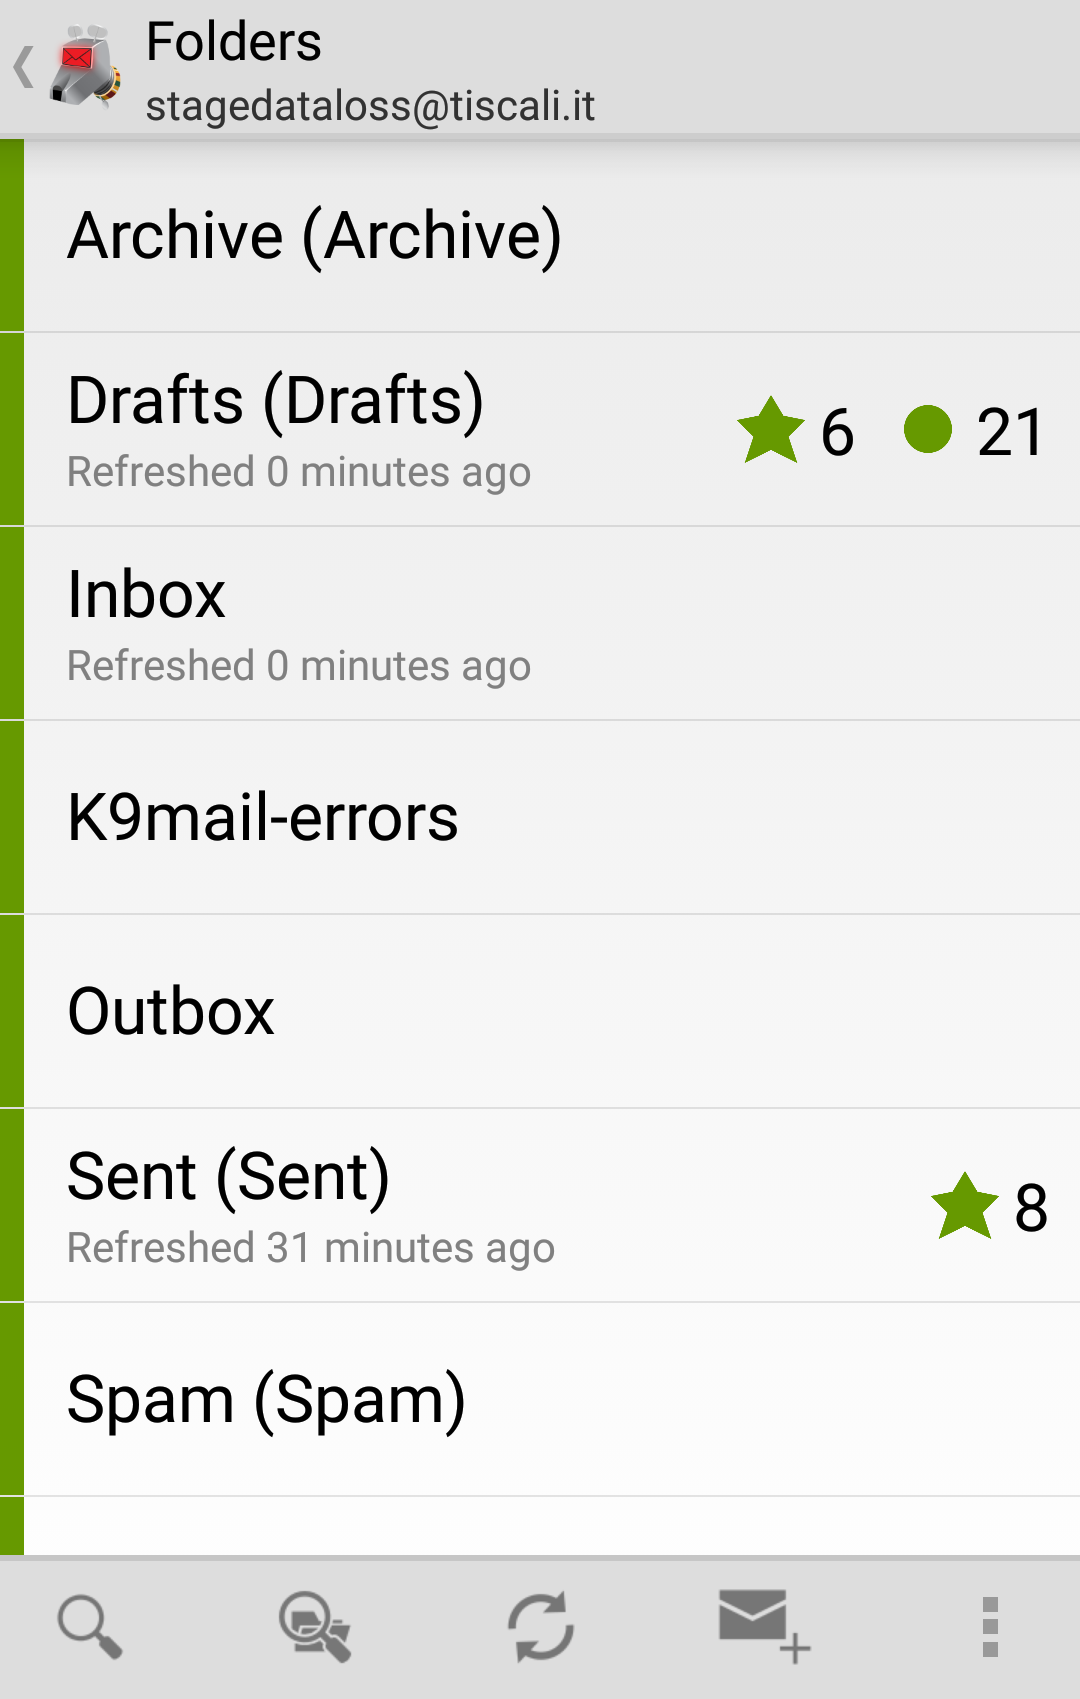 Folders
stagedataloss@tiscali.it
Archive (Archive)
Drafts (Drafts)
6 21
Refreshed 0 minutes ago
Inbox
Refreshed 0 minutes ago
K9mail-errors
Outbox
Sent (Sent)
8
Refreshed 31 minutes ago
Spam (Spam)